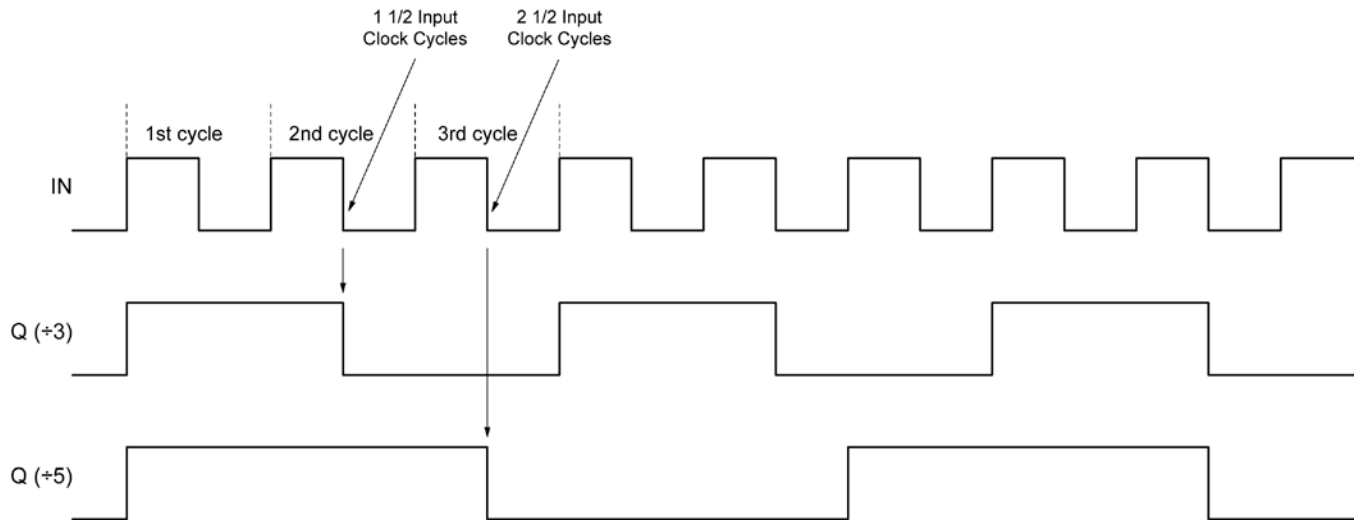 1 1/2 Input
Clock Cycles
2 1/2 Input
Clock Cycles
1st cycle
2nd cycle
3rd cycle
IN
Q (÷3)
Q (÷5)